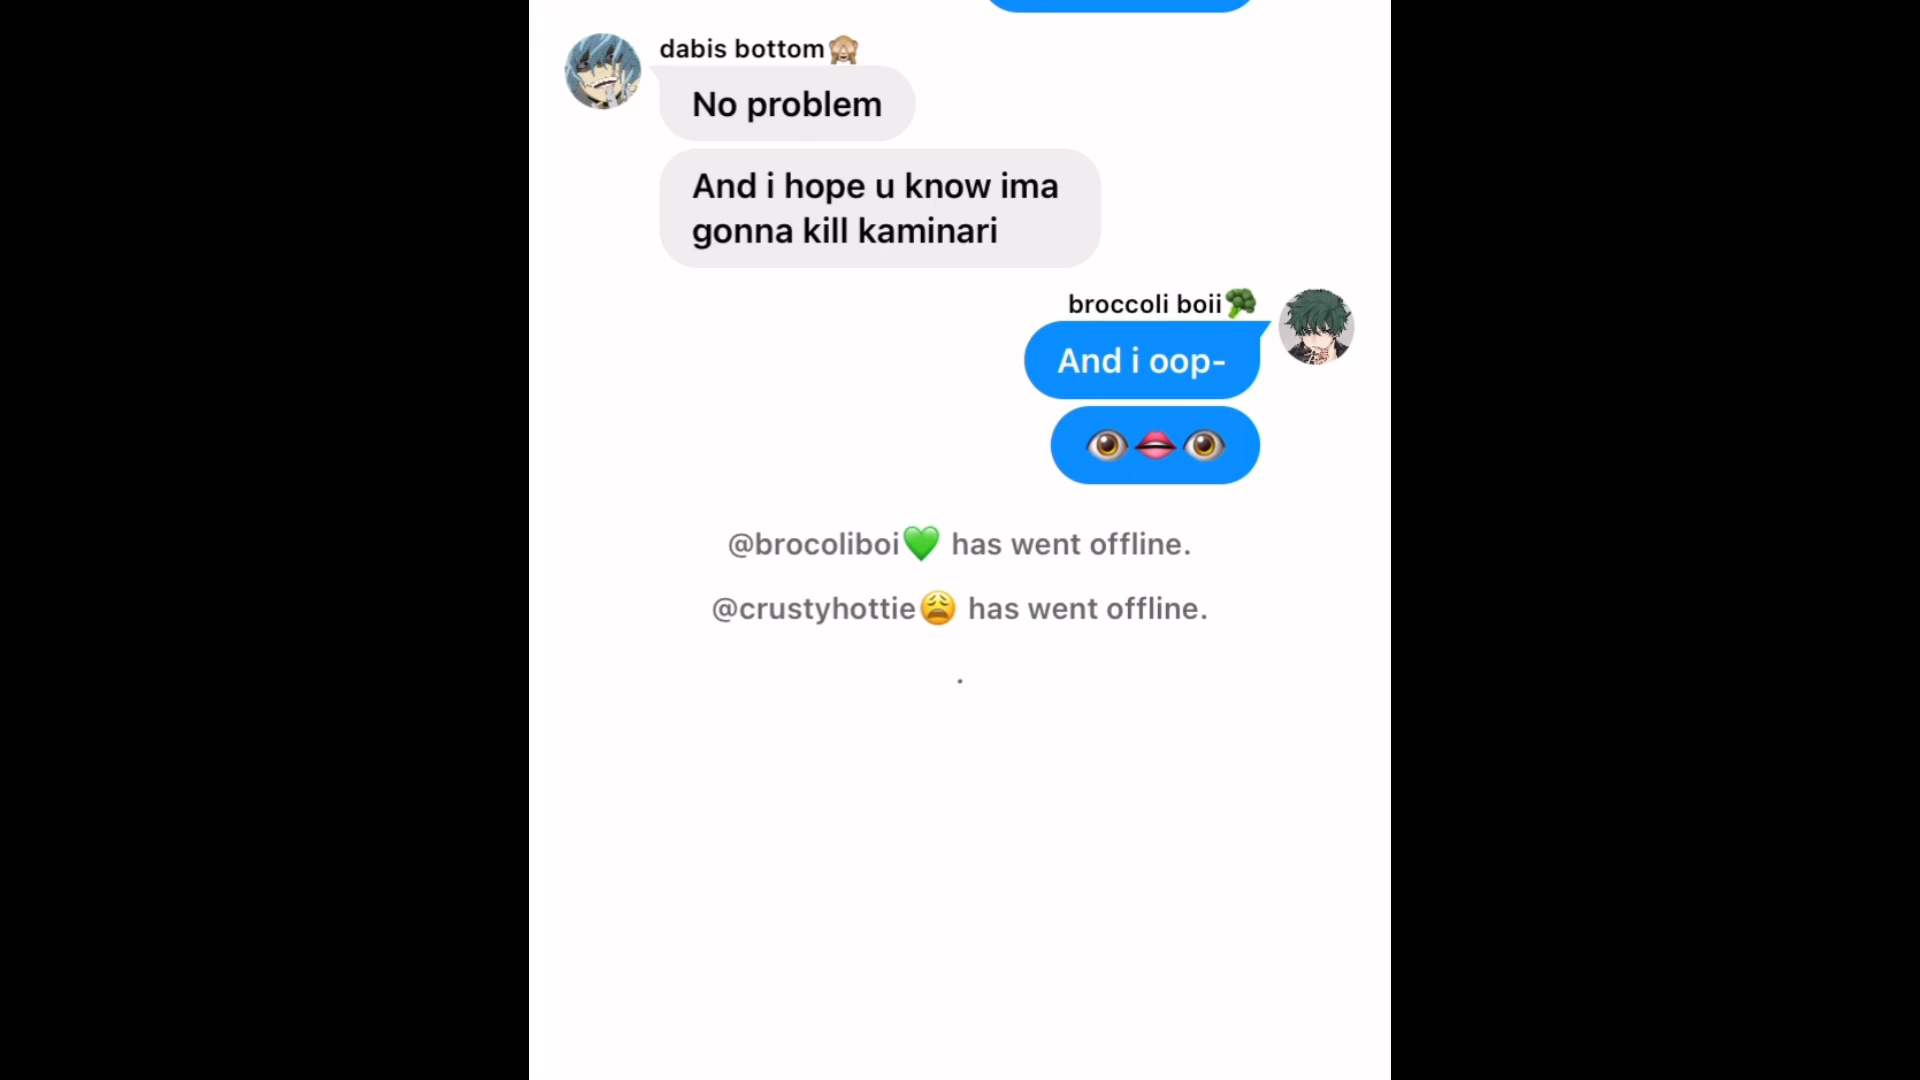 dabis bottom🙈
No problem
And i hope u know ima
gonna kill kaminari
broccoli boii🥦
And i oop-
👁👄👁
@brocoliboi💚 has went offline.
@crustyhottie😩 has went offline.
.